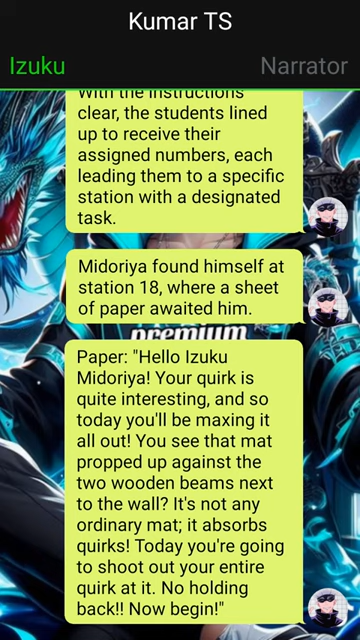 Kumar TS
Izuku
Narrator
With the instructions
clear, the students lined
up to receive their
assigned numbers, each
leading them to a specific
station with a designated
task.
Midoriya found himself at
station 18, where a sheet
of paper awaited him.
premium
Paper: "Hello Izuku
Midoriya! Your quirk is
quite interesting, and so
today you'll be maxing it
all out! You see that mat
propped up against the
two wooden beams next
to the wall? It's not any
ordinary mat; it absorbs
quirks! Today you're going
to shoot out your entire
quirk at it. No holding
back!! Now begin!"